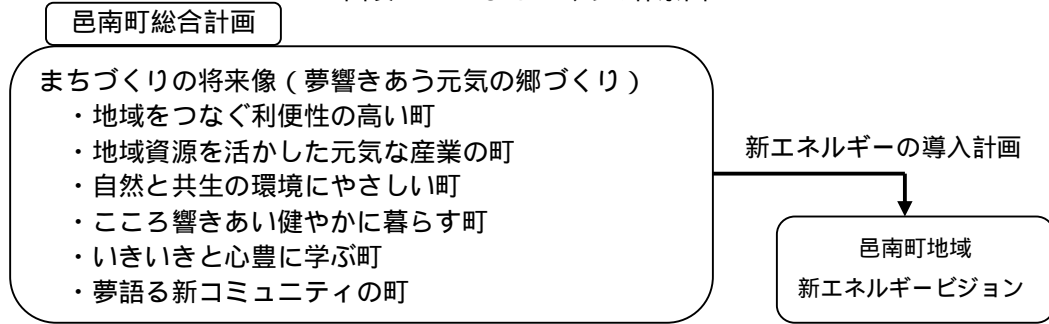 邑南町総合計画
まちづくりの将来像（夢響きあう元気の郷づくり）
・地域をつなぐ利便性の高い町
・地域資源を活かした元気な産業の町
・自然と共生の環境にやさしい町
・こころ響きあい健やかに暮らす町
・いきいきと心豊に学ぶ町
・夢語る新コミュニティの町
新エネルギーの導入計画
邑南町地域
新エネルギービジョン